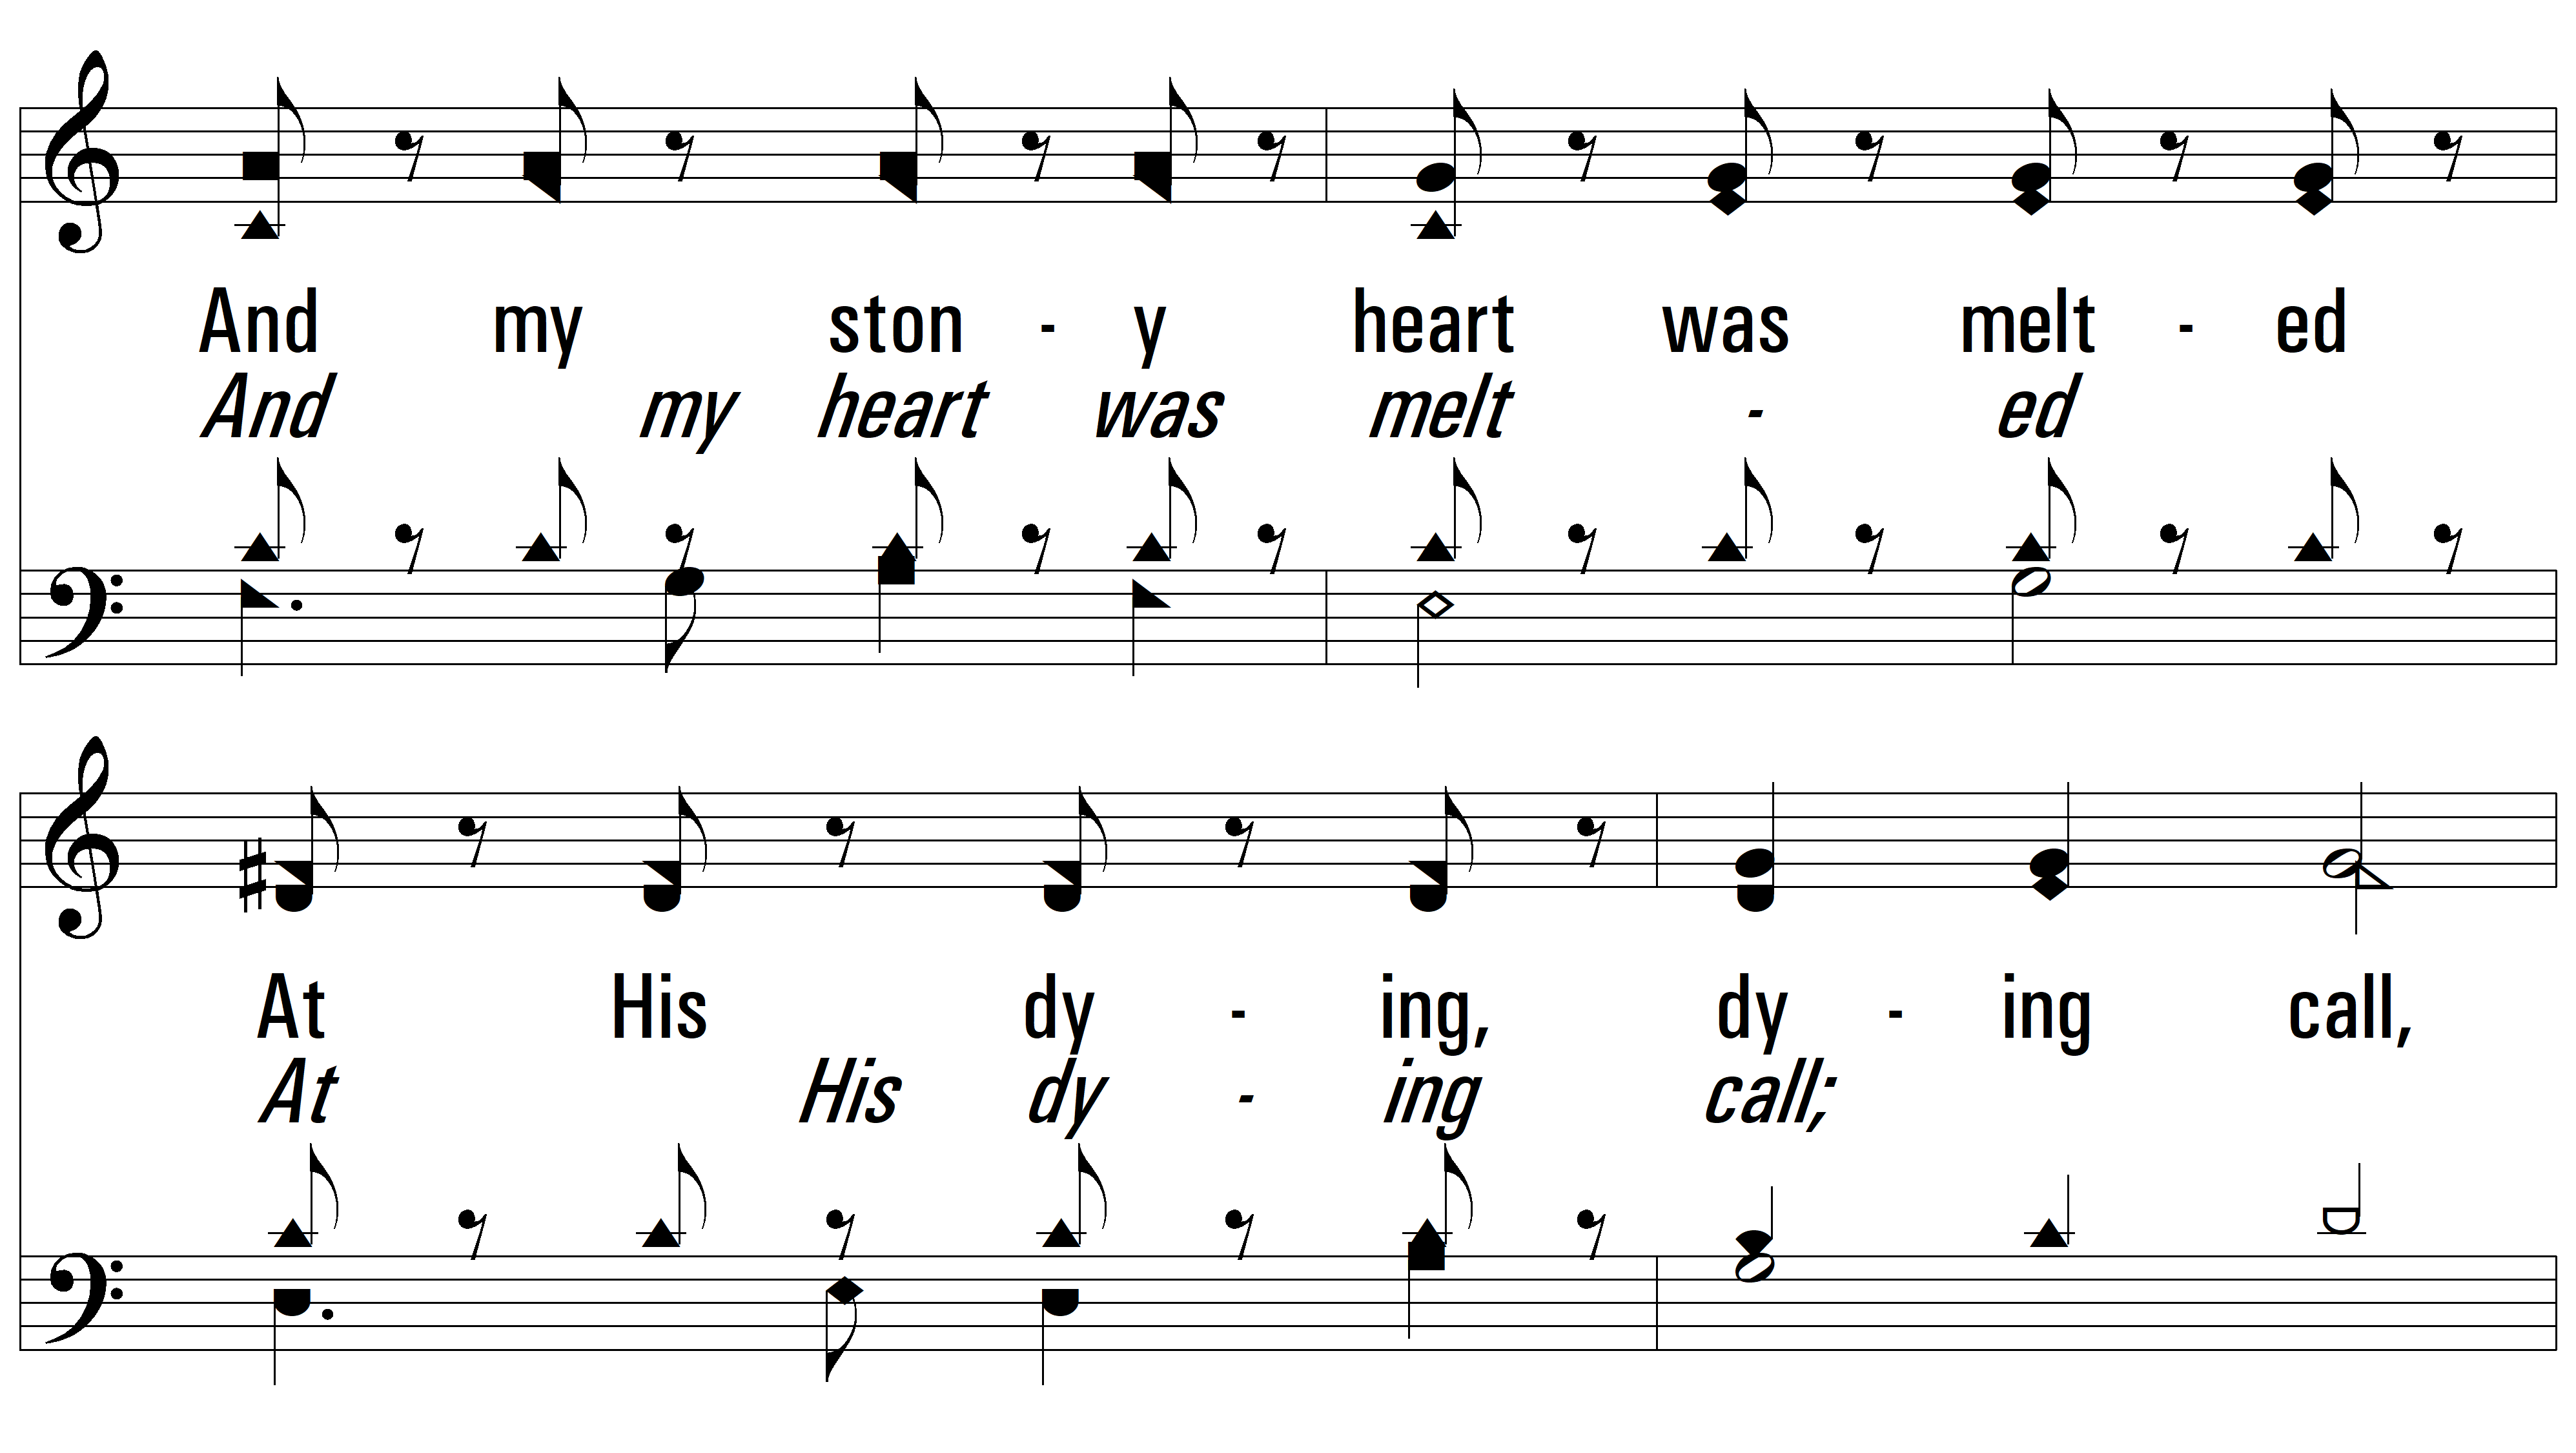 And my ston - y heart was melt - ed
And my heart was melt - ed
At His dy - ing, dy - ing call,
At His dy - ing call;